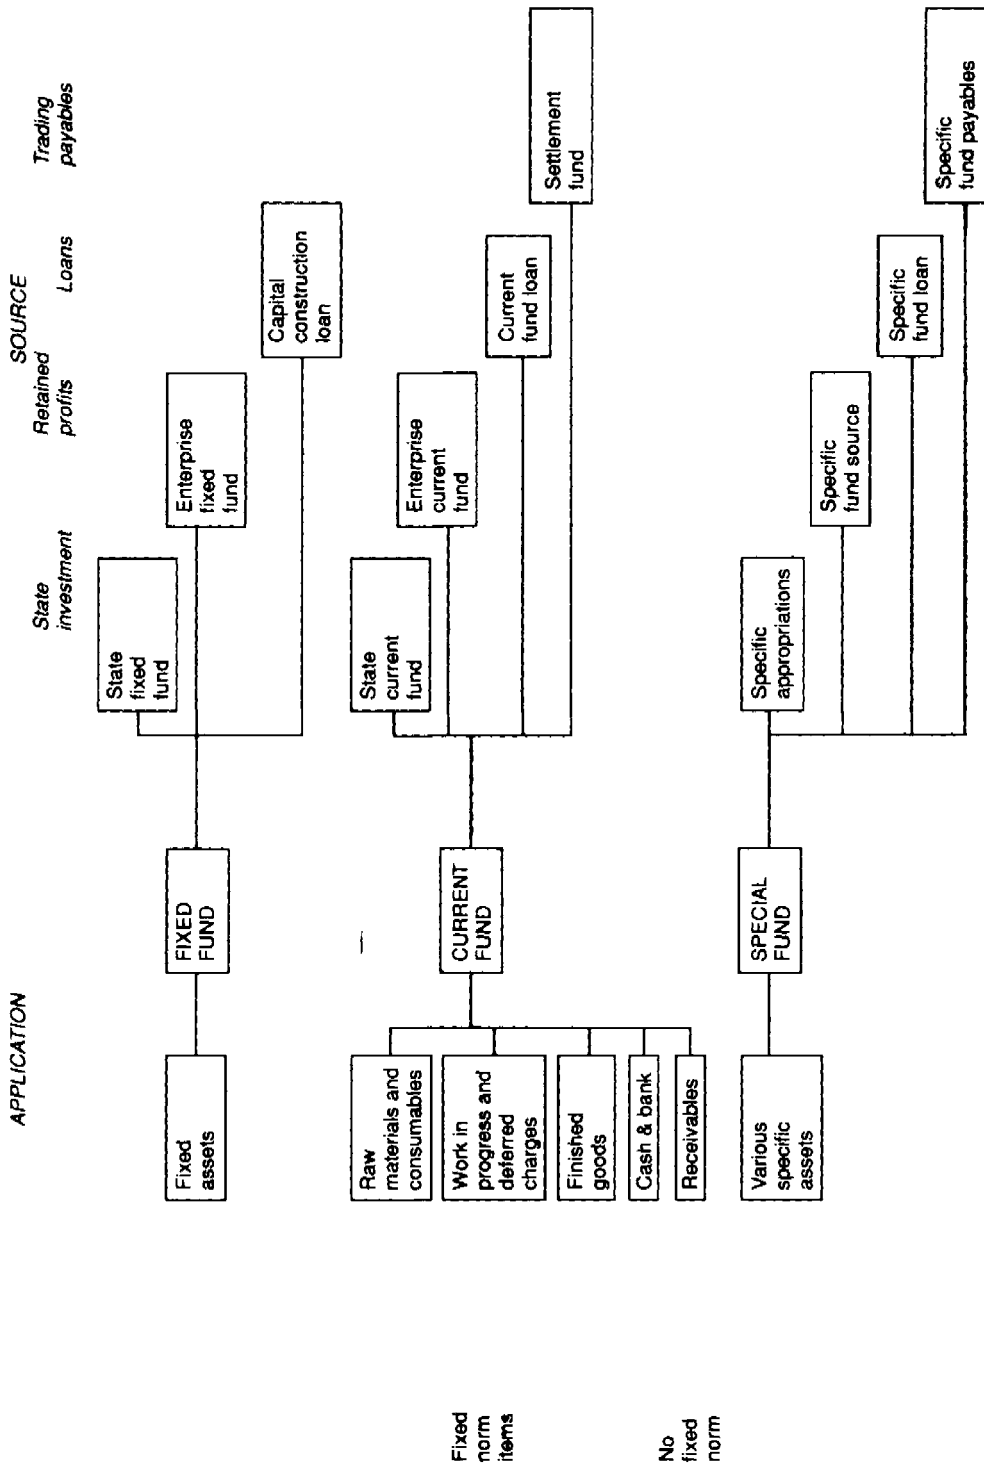 APPLICATION
SOURCE
State
investment
Retained
profits
Loans
Trading
payables
Fixed
assets
FIXED
FUND
State
fixed
fund
Enterprise
fixed
fund
Capital
construction
loan
Fixed
norm
items
Raw
materials and
consumables
Work in
progress and
deferred
charges
Finished
goods
No
fixed
norm
Cash & bank
Receivables
CURRENT
FUND
State
current
fund
Enterprise
current
fund
Current
fund loan
Settlement
fund
Various
specific
assets
SPECIAL
FUND
Specific
appropriations
Specific
fund source
Specific
fund loan
Specific
fund payables